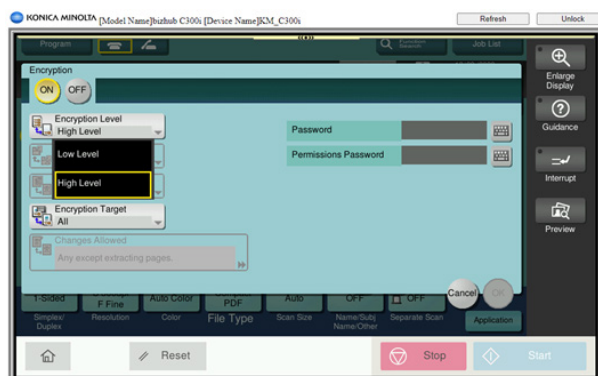 KONICA MINOLTA [Model Name]bizhub C300i [Device Name]KM_C300i
Refresh
Unlock
Program
Job List
Encryption
ON
OFF
Enlarge
Display
Encryption Level
High Level
Low Level
High Level
Password
Permissions Password
Guidance
Interrupt
Encryption Target
All
Preview
Changes Allowed
Any except extracting pages.
Cancel
OK
1-Sided
F.Fine
Auto Color
PDF
Auto
OFF
OFF
Simplex/
Duplex
Resolution
Color
File Type
Scan Size
Name/Subj
Name/Other
Separate Scan
Application
Reset
Stop
Start